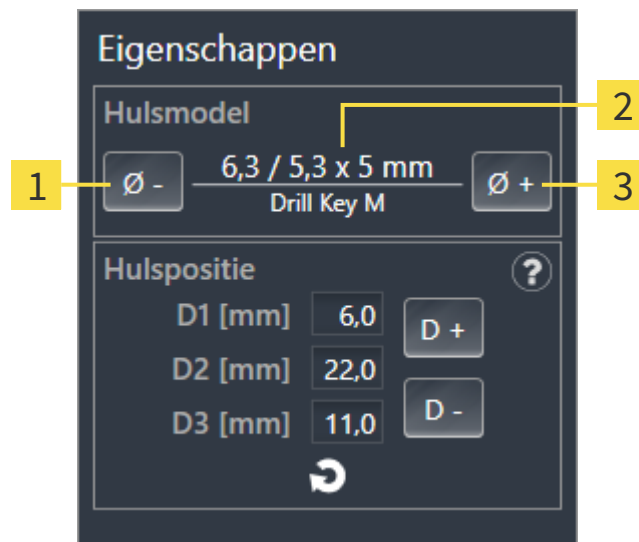 Eigenschappen
Hulsmodel
2
1
Ø -
6,3 / 5,3 x 5 mm
Drill Key M
Ø +
3
Hulspositie
?
D1 [mm] 6,0
D +
D2 [mm] 22,0
D3 [mm] 11,0
D -